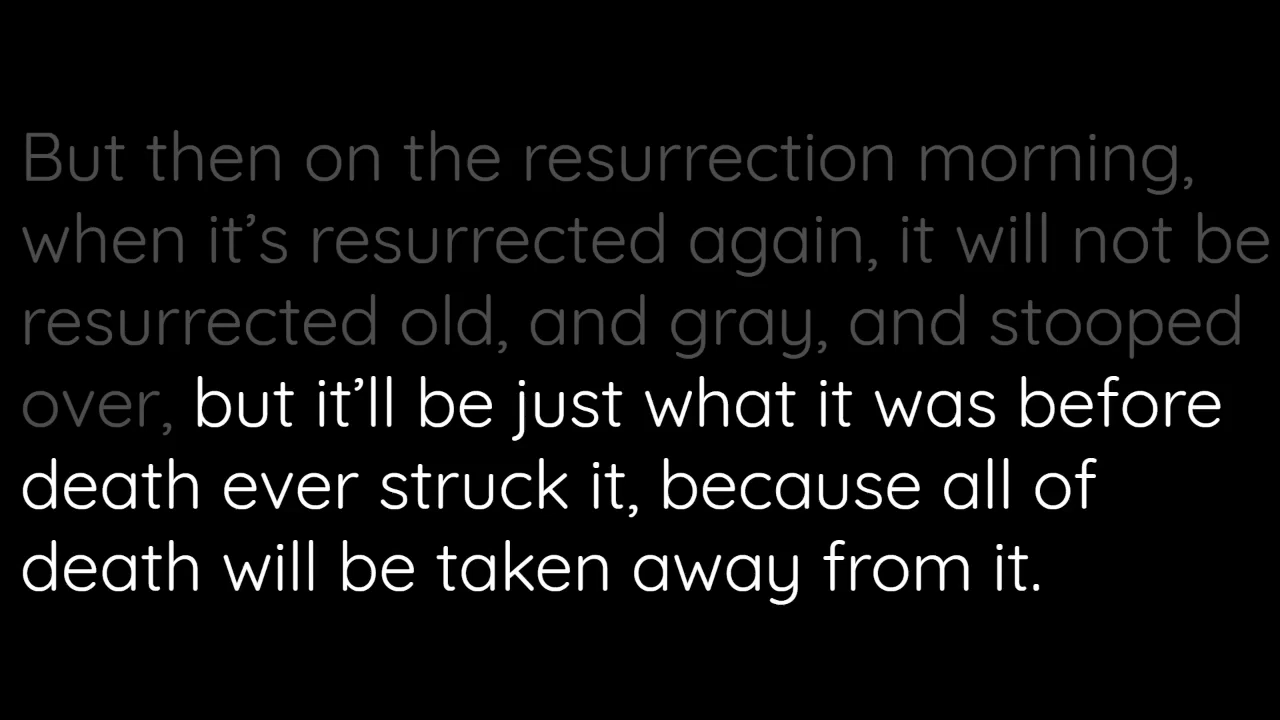 But then on the resurrection morning,
when it’s resurrected again, it will not be
resurrected old, and gray, and stooped
over, but it’ll be just what it was before
death ever struck it, because all of
death will be taken away from it.